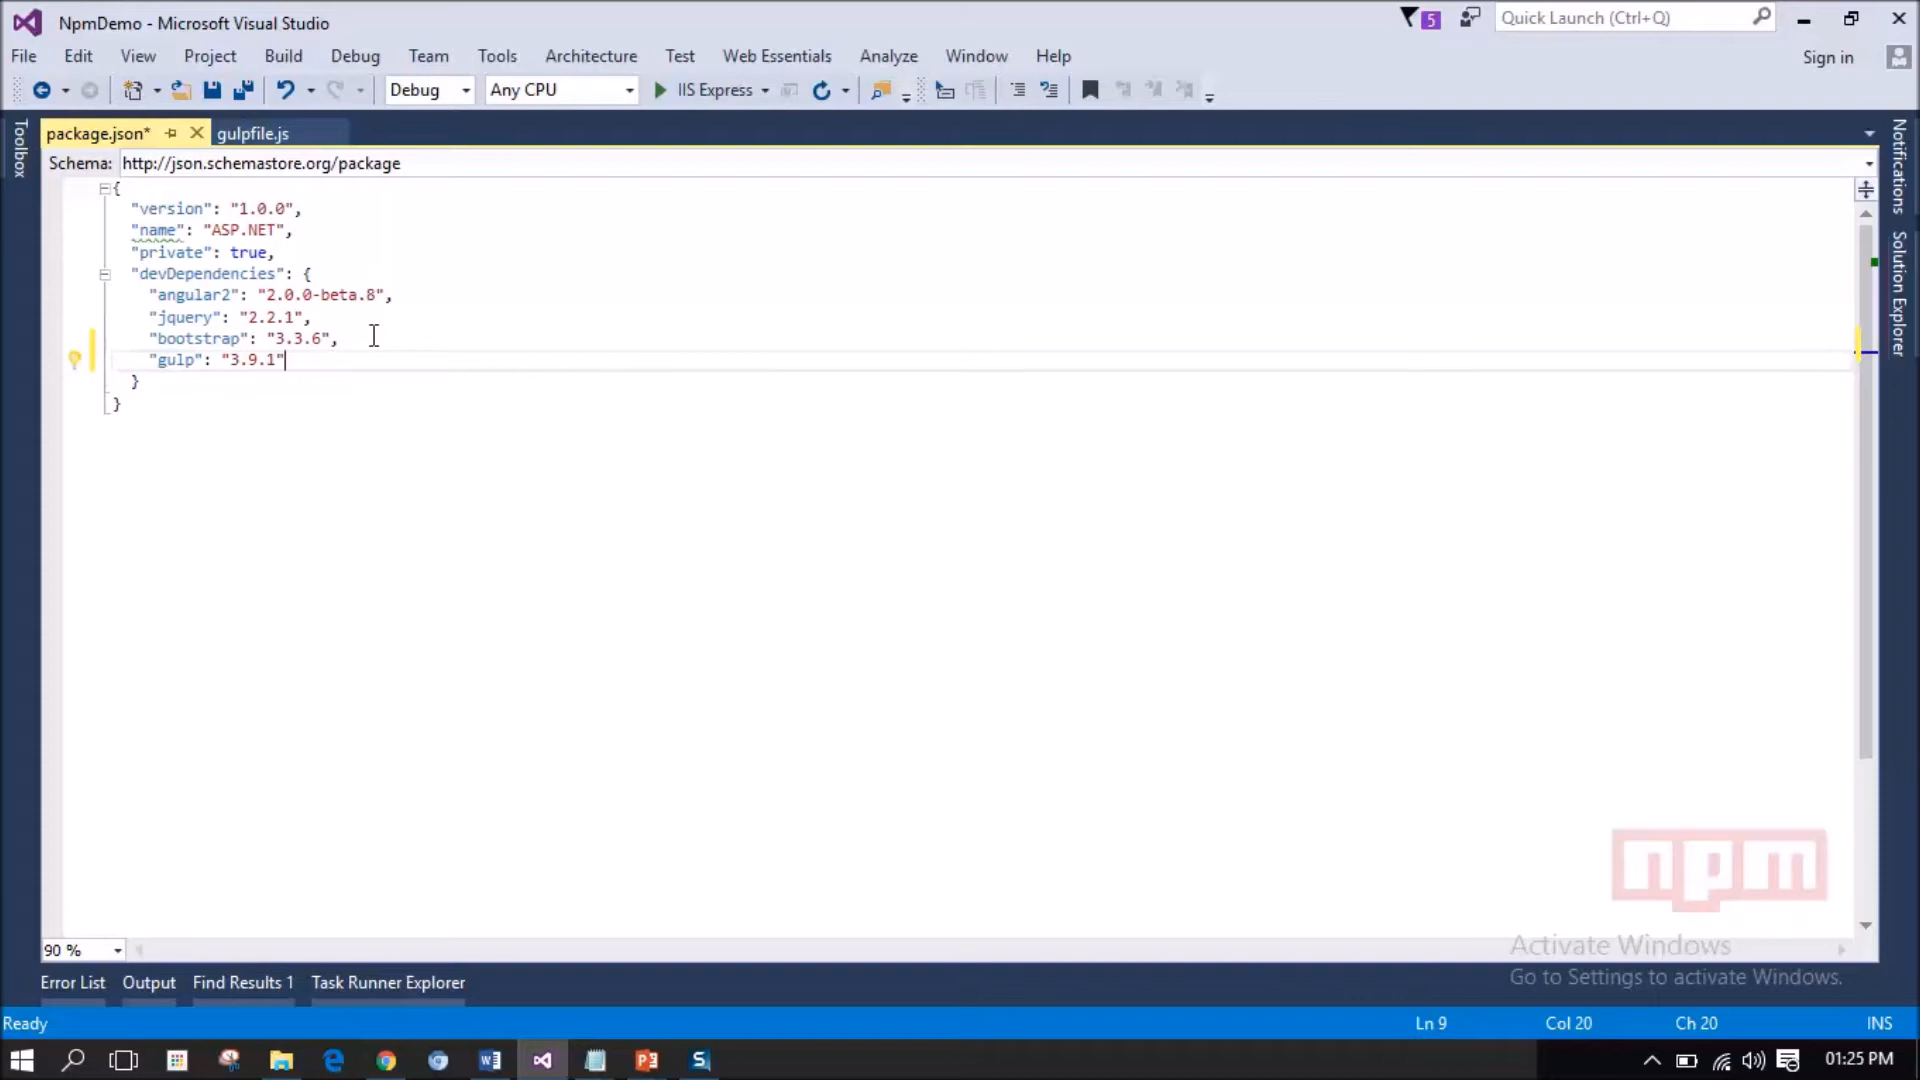 NpmDemo - Microsoft Visual Studio
5
Quick Launch (Ctrl+Q)
File Edit View Project Build Debug Team Tools Architecture Test Web Essentials Analyze Window Help
Sign in
Debug
Any CPU
IIS Express
Toolbox
package.json*
gulpfile.js
Notifications
Solution Explorer
Schema: http://json.schemastore.org/package
{
"version": "1.0.0",
"name": "ASP.NET",
"private": true,
"devDependencies": {
"angular2": "2.0.0-beta.8",
"jquery": "2.2.1",
"bootstrap": "3.3.6",
"gulp": "3.9.1"
}
}
npm
90 %
Activate Windows
Go to Settings to activate Windows.
Error List Output Find Results 1 Task Runner Explorer
Ready
Ln 9
Col 20
Ch 20
INS
01:25 PM